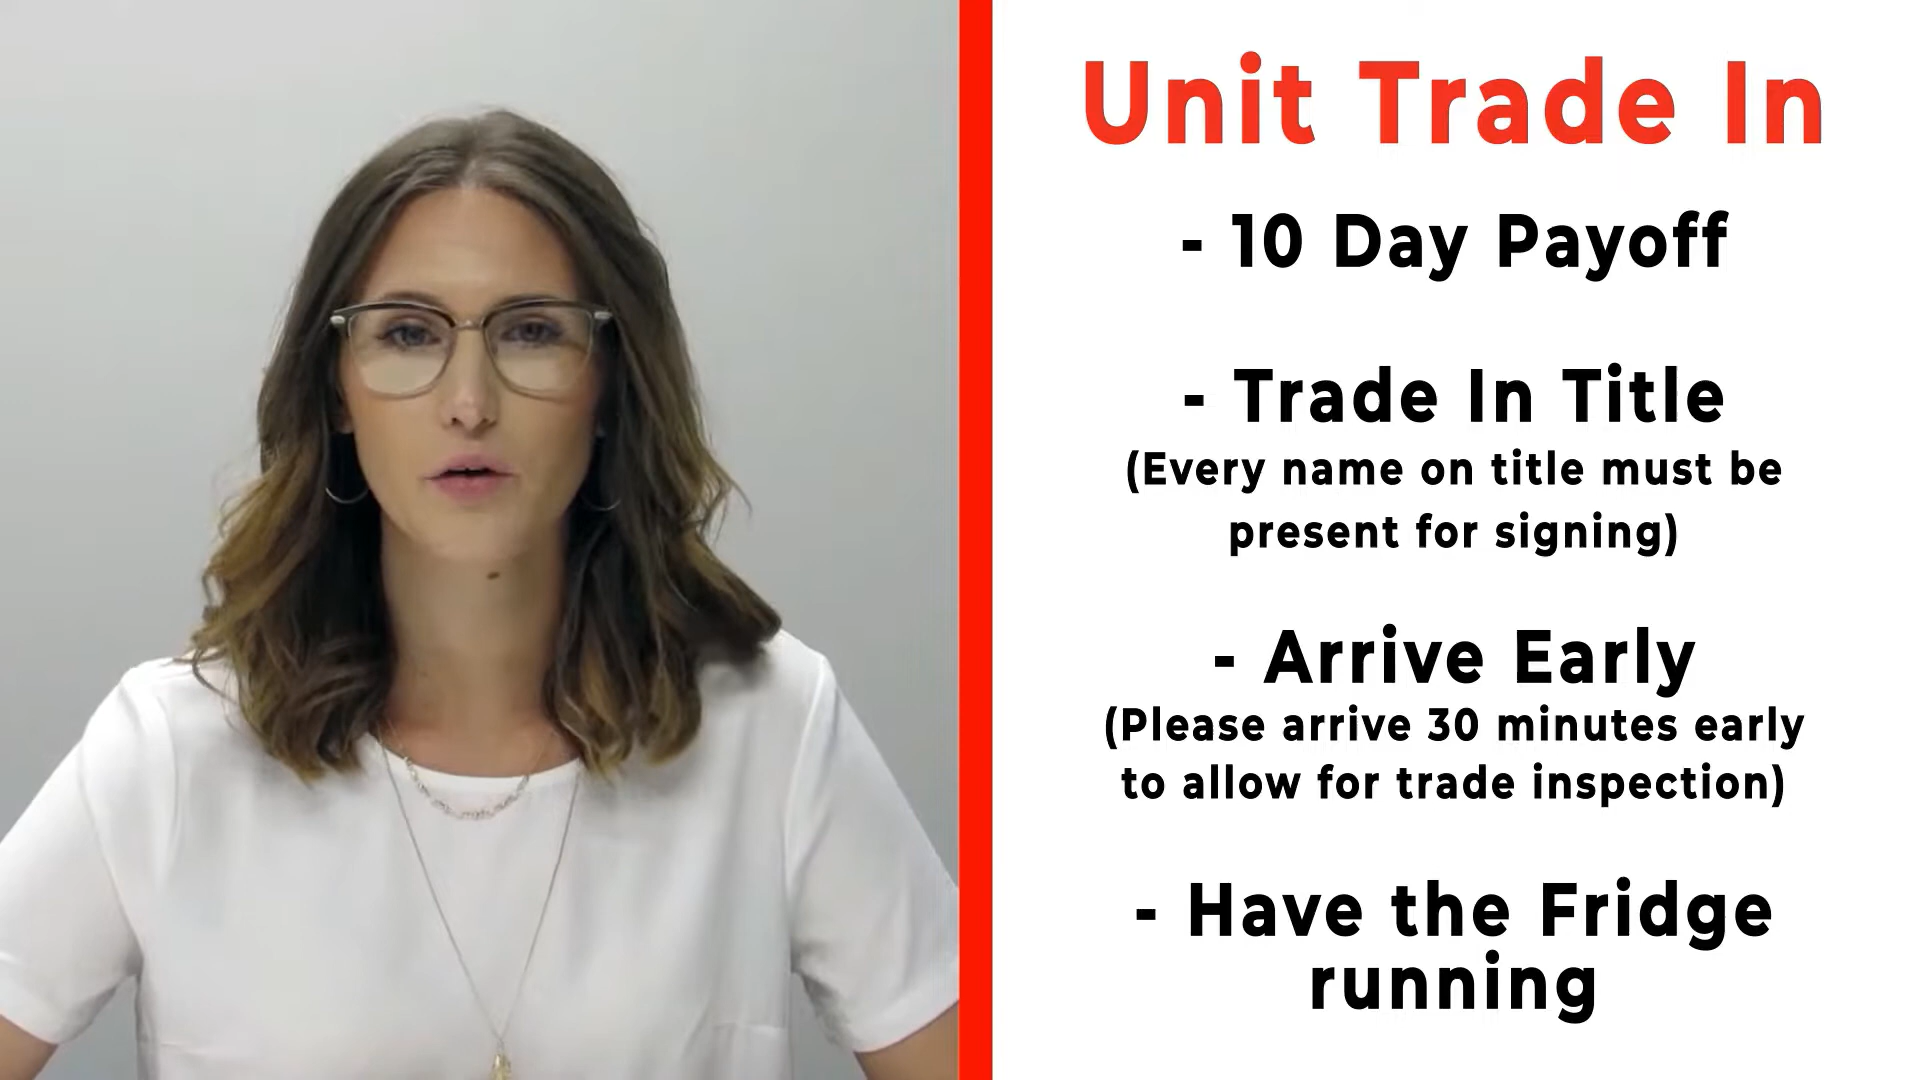 Unit Trade In
- 10 Day Payoff
- Trade In Title
(Every name on title must be
present for signing)
- Arrive Early
(Please arrive 30 minutes early
to allow for trade inspection)
- Have the Fridge
running